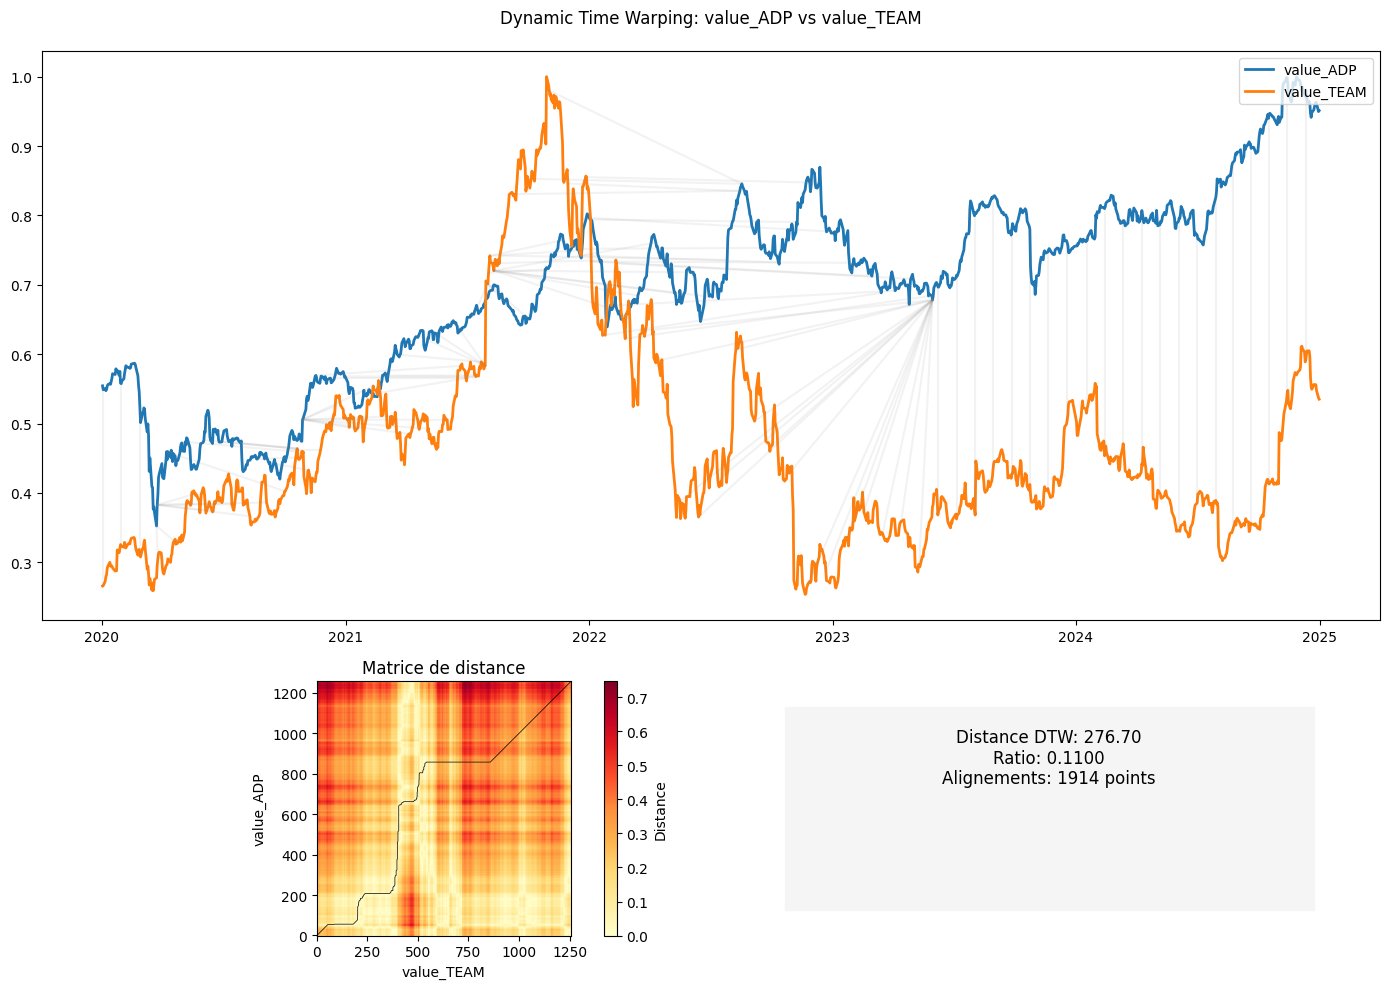 Dynamic Time Warping: value_ADP vs value_TEAM
value_ADP
value_TEAM
1.0
0.9
0.8
0.7
0.6
0.5
0.4
0.3
2020 2021 2022 2023 2024 2025
Matrice de distance
value_ADP
1200
1000
800
600
400
200
0
0 250 500 750 1000 1250
value_TEAM
0.7
0.6
0.5
0.4
0.3
0.2
0.1
0.0
Distance
Distance DTW: 276.70
Ratio: 0.1100
Alignements: 1914 points